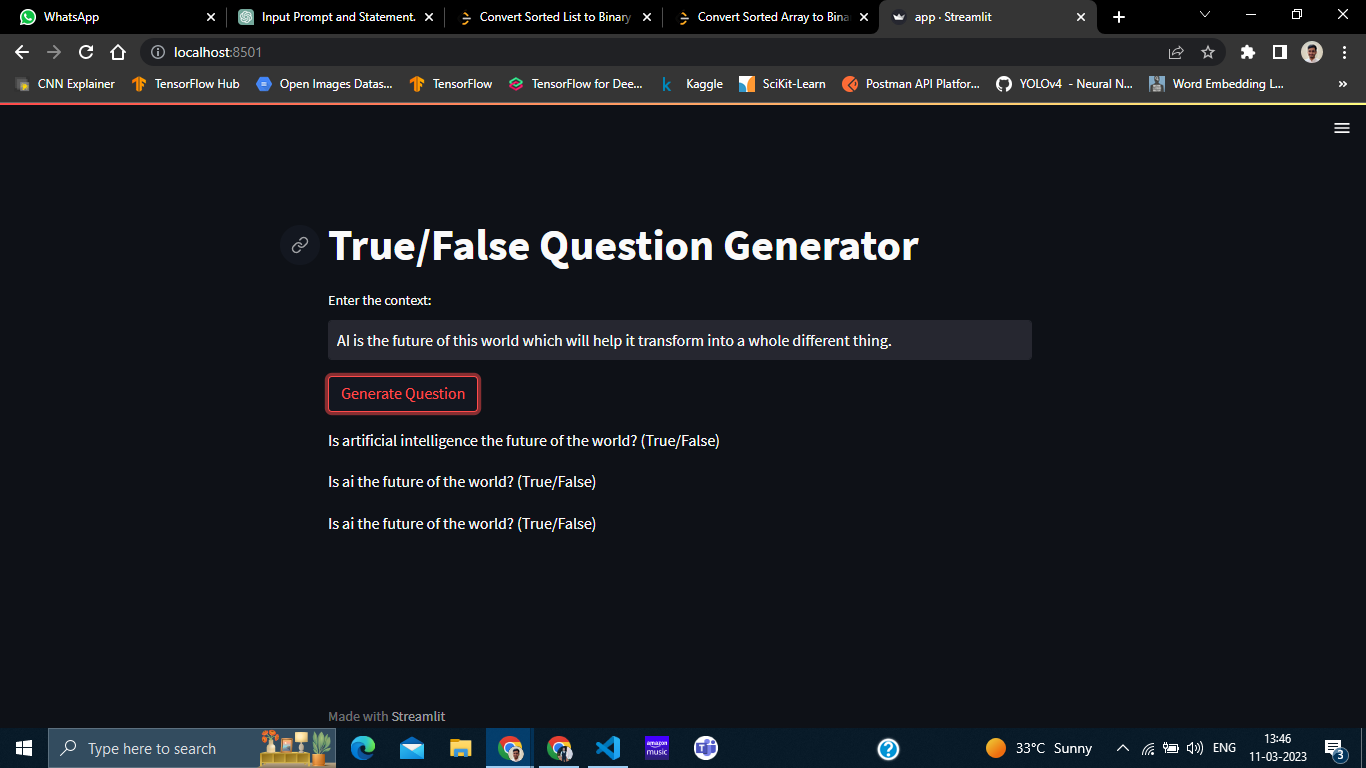 WhatsApp
Input Prompt and Statement.
Convert Sorted List to Binary
Convert Sorted Array to Bina
app · Streamlit
localhost:8501
CNN Explainer
TensorFlow Hub
Open Images Datas...
TensorFlow
TensorFlow for Dee...
Kaggle
SciKit-Learn
Postman API Platfor...
YOLOv4 - Neural N...
Word Embedding L...
»
True/False Question Generator
Enter the context:
AI is the future of this world which will help it transform into a whole different thing.
Generate Question
Is artificial intelligence the future of the world? (True/False)
Is ai the future of the world? (True/False)
Is ai the future of the world? (True/False)
Made with Streamlit
Type here to search
amazon music
33°C Sunny
ENG
13:46
11-03-2023
3